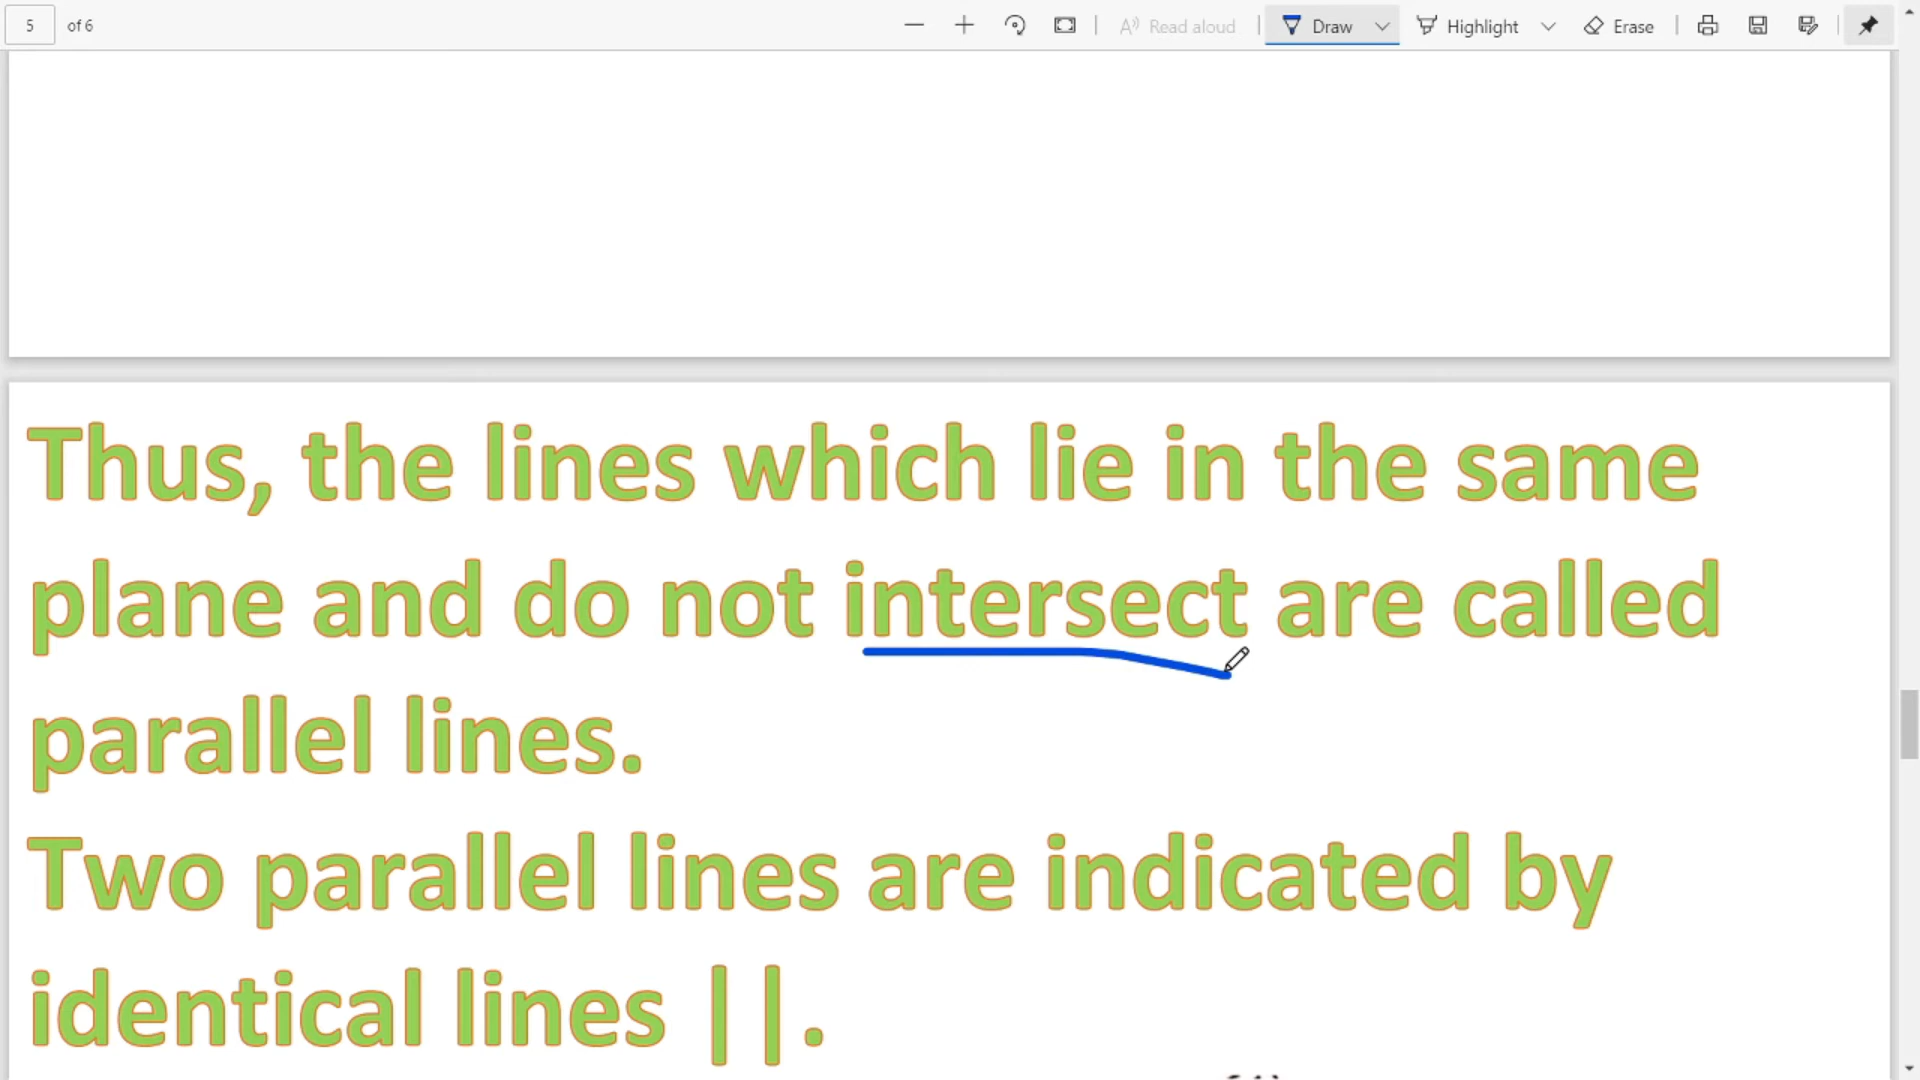 5 of 6 Read aloud Draw Highlight Erase
Thus, the lines which lie in the same
plane and do not intersect are called
parallel lines.
Two parallel lines are indicated by
identical lines ||.